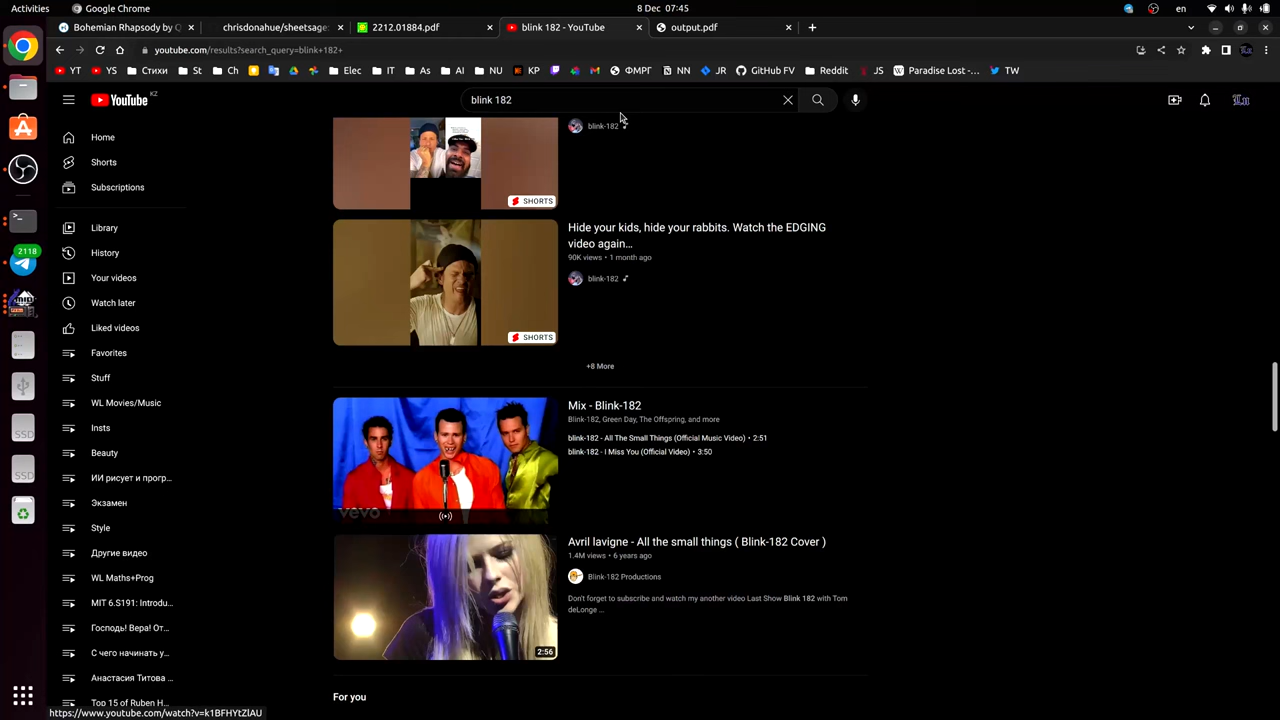 Activities
8 Dec 07:45
en
Bohemian Rhapsody by Q
chrisdonahue/sheetsage:
2212.01884.pdf
blink 182 - YouTube
output.pdf
youtube.com/results?search_query=blink+182+
YT
YS
Стихи
St
Ch
Elec
IT
As
AI
NU
KP
ФМРГ
NN
JR
GitHub FV
Reddit
JS
Paradise Lost -...
TW
YouTube KZ
blink 182
Home
Shorts
Subscriptions
Library
History
Your videos
Watch later
Liked videos
Favorites
Stuff
WL Movies/Music
Insts
Beauty
ИИ рисует и прогр...
Экзамен
Style
Другие видео
WL Maths+Prog
MIT 6.S191: Introdu...
Господь! Вера! От...
С чего начинать у...
Анастасия Титова ...
Top 15 of Ruben H...
2118
SSD
SSD
blink-182
SHORTS
Hide your kids, hide your rabbits. Watch the EDGING
video again…
90K views • 1 month ago
blink-182
SHORTS
+8 More
Mix - Blink-182
Blink-182, Green Day, The Offspring, and more
blink-182 - All The Small Things (Official Music Video) • 2:51
blink-182 - I Miss You (Official Video) • 3:50
vevo
Avril lavigne - All the small things ( Blink-182 Cover )
1.4M views • 6 years ago
Blink-182 Productions
Don't forget to subscribe and watch my another video Last Show Blink 182 with Tom
deLonge ...
2:56
For you
https://www.youtube.com/watch?v=k1BFHYtZlAU